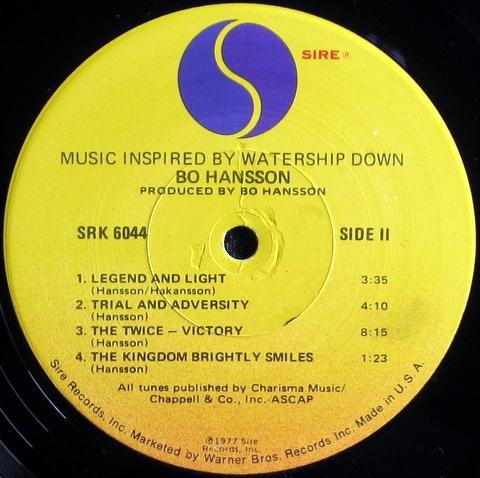 SIRE ®
MUSIC INSPIRED BY WATERSHIP DOWN
BO HANSSON
PRODUCED BY BO HANSSON
SRK 6044 SIDE II
1. LEGEND AND LIGHT 3:35
(Hansson/Hakansson)
2. TRIAL AND ADVERSITY 4:10
(Hansson)
3. THE TWICE – VICTORY 8:15
(Hansson)
4. THE KINGDOM BRIGHTLY SMILES 1:23
(Hansson)
All tunes published by Charisma Music/
Chappell & Co., Inc.-ASCAP
℗1977 Sire
Records, Inc.
Sire Records, Inc. Marketed by Warner Bros. Records Inc. Made in U.S.A.